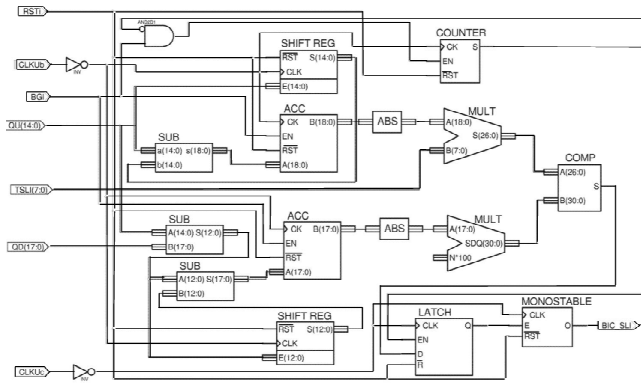 RSTi
AND2D1
COUNTER
CK S
EN
RST
SHIFT REG
RST S(14:0)
CLK
E(14:0)
CLKUb
INV
BGi
ACC
CK B(18:0)
EN
RST
A(18:0)
ABS
MULT
A(18:0)
S(26:0)
B(7:0)
QLI(14:0)
SUB
a(14:0) s(18:0)
b(14:0)
COMP
A(26:0)
S
B(30:0)
TSLI(7:0)
SUB
A(14:0) S(12:0)
B(17:0)
ACC
CK B(17:0)
EN
RST
A(17:0)
ABS
MULT
A(17:0)
SDQ(30:0)
N*100
QD(17:0)
SUB
A(12:0) S(17:0)
B(12:0)
SHIFT REG
RST S(12:0)
CLK
E(12:0)
LATCH
CLK Q
EN
D
R
MONOSTABLE
CLK
E O
RST
BIC_SLI
CLKUc
INV